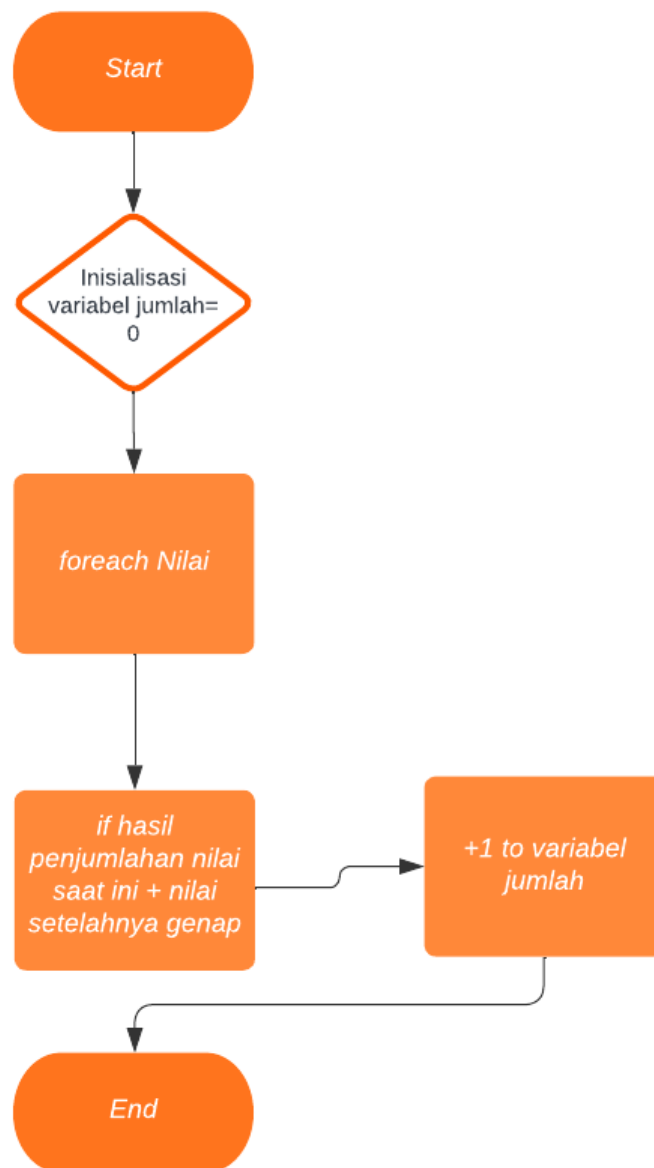 Start
Inisialisasi
variabel jumlah=
0
foreach Nilai
if hasil
penjumlahan nilai
saat ini + nilai
setelahnya genap
+1 to variabel
jumlah
End